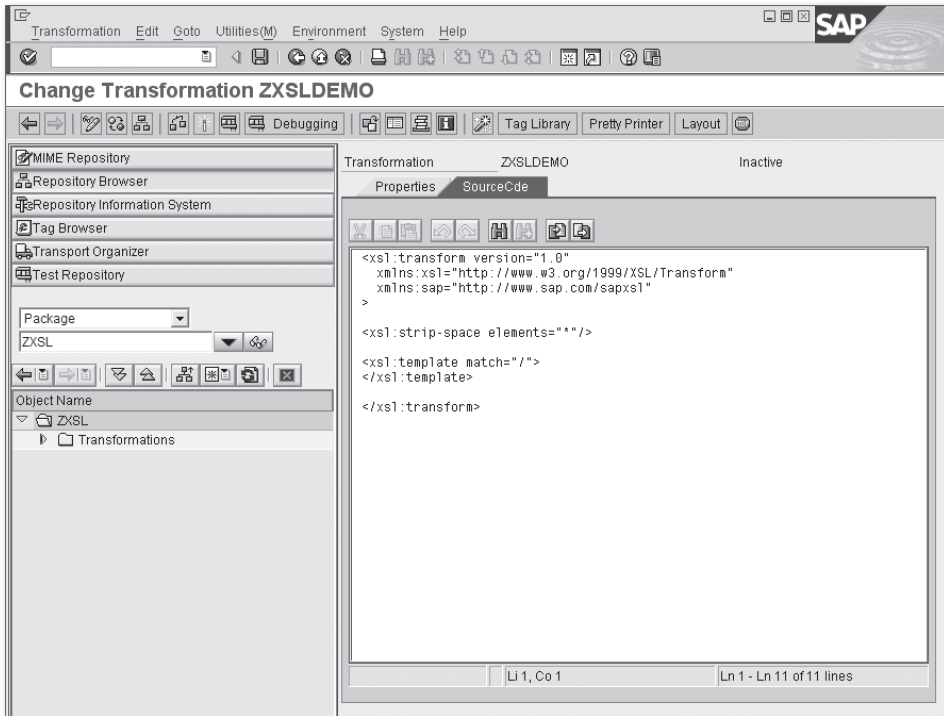 Transformation Edit Goto Utilities(M) Environment System Help
SAP
Change Transformation ZXSLDEMO
Debugging Tag Library Pretty Printer Layout
MIME Repository
Repository Browser
Repository Information System
Tag Browser
Transport Organizer
Test Repository
Package
ZXSL
Object Name
ZXSL
Transformations
Transformation ZXSLDEMO Inactive
Properties SourceCde
<xsl:transform version="1.0"
xmlns:xsl="http://www.w3.org/1999/XSL/Transform"
xmlns:sap="http://www.sap.com/sapxsl"
>
<xsl:strip-space elements="*"/>
<xsl:template match="/">
</xsl:template>
</xsl:transform>
Li 1, Co 1 Ln 1 - Ln 11 of 11 lines